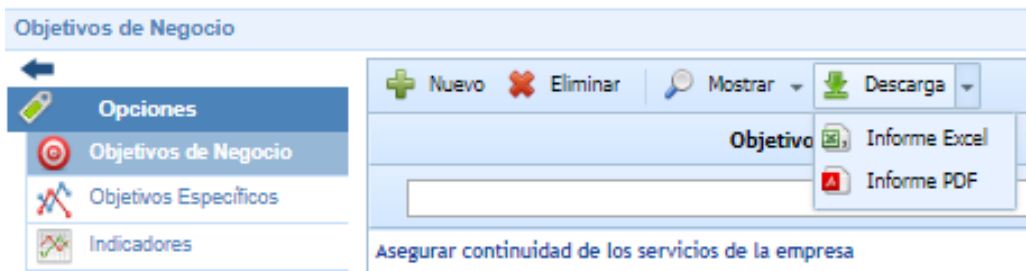 Objetivos de Negocio
Opciones
Objetivos de Negocio
Objetivos Específicos
Indicadores
Nuevo Eliminar Mostrar Descarga
Objetivo
Informe Excel
Informe PDF
Asegurar continuidad de los servicios de la empresa